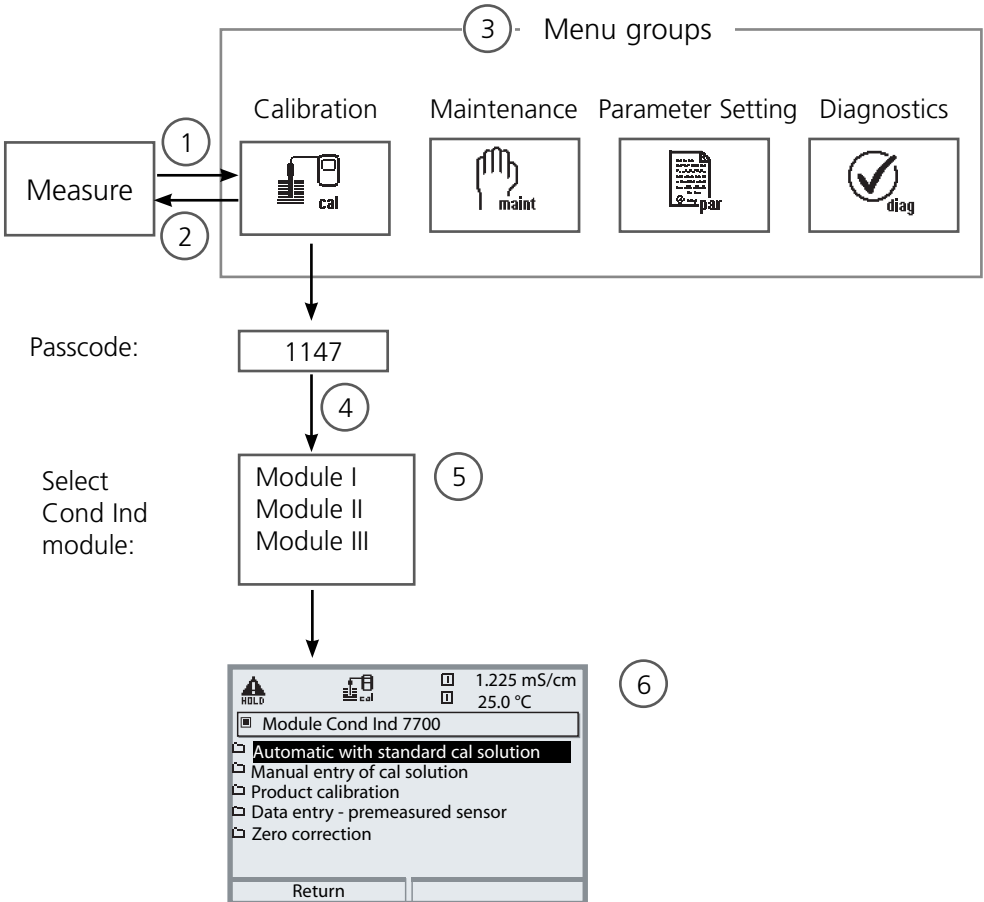 3 Menu groups
Calibration Maintenance Parameter Setting Diagnostics
1
Measure
cal maint par diag
2
Passcode: 1147
4
Select
Cond Ind
module:
Module I
Module II
Module III
5
HOLD cal 1.225 mS/cm
25.0 °C
6
Module Cond Ind 7700
Automatic with standard cal solution
Manual entry of cal solution
Product calibration
Data entry - premeasured sensor
Zero correction
Return